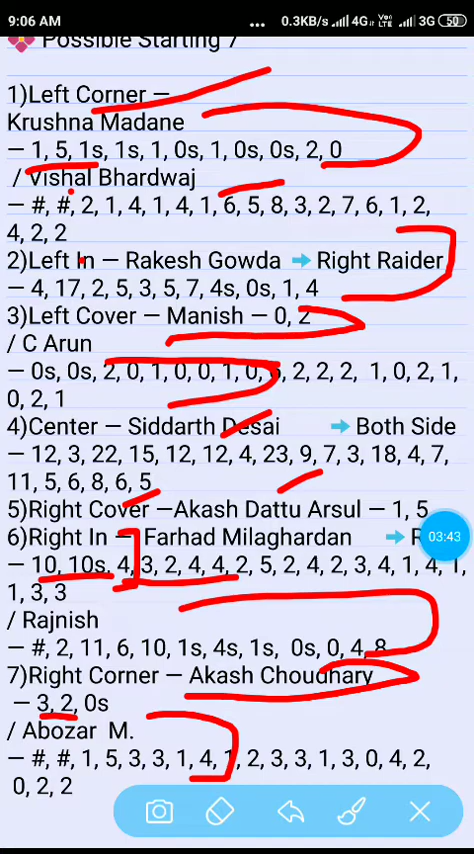 9:06 AM ... 0.3KB/s 4G VoLTE 3G 50
Possible Starting 7
1)Left Corner –
Krushna Madane
– 1, 5, 1s, 1s, 1, 0s, 1, 0s, 0s, 2, 0
/ Vishal Bhardwaj
– #, #, 2, 1, 4, 1, 4, 1, 6, 5, 8, 3, 2, 7, 6, 1, 2,
4, 2, 2
2)Left In – Rakesh Gowda ➡ Right Raider
– 4, 17, 2, 5, 3, 5, 7, 4s, 0s, 1, 4
3)Left Cover – Manish – 0, 2
/ C Arun
– 0s, 0s, 2, 0, 1, 0, 0, 1, 0, 2, 2, 2, 1, 0, 2, 1,
0, 2, 1
4)Center – Siddarth Desai ➡ Both Side
– 12, 3, 22, 15, 12, 12, 4, 23, 9, 7, 3, 18, 4, 7,
11, 5, 6, 8, 6, 5
5)Right Cover –Akash Dattu Arsul – 1, 5
6)Right In – Farhad Milaghardan ➡ R
03:43
– 10, 10s, 4, 3, 2, 4, 4, 2, 5, 2, 4, 2, 3, 4, 1, 4, 1,
1, 3, 3
/ Rajnish
– #, 2, 11, 6, 10, 1s, 4s, 1s, 0s, 0, 4, 8
7)Right Corner – Akash Choudhary
– 3, 2, 0s
/ Abozar M.
– #, #, 1, 5, 3, 3, 1, 4, 1, 2, 3, 3, 1, 3, 0, 4, 2,
0, 2, 2